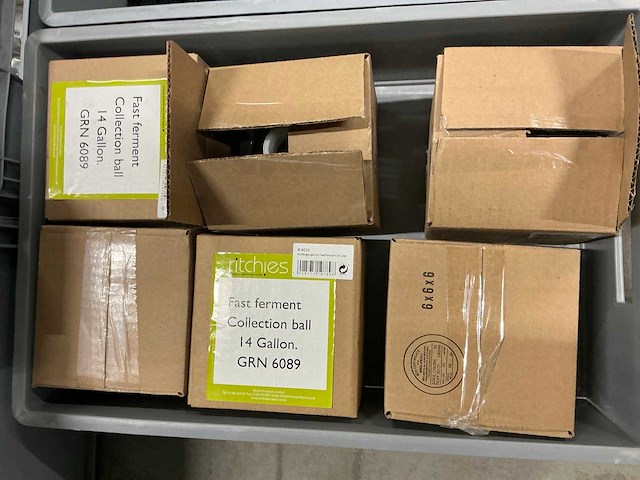 Fast ferment
Collection ball
14 Gallon.
GRN 6089
ritchies
Fast ferment
Collection ball
14 Gallon.
GRN 6089
6x6x6